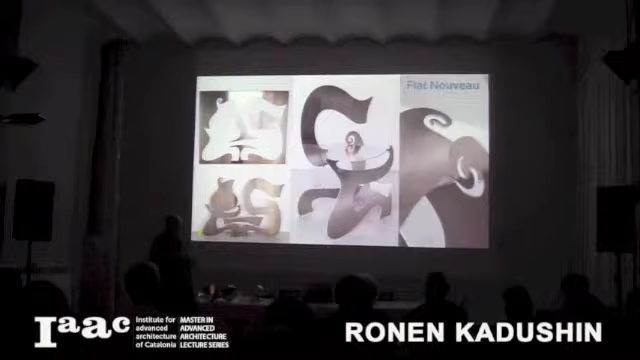 Flat Nouveau
Iaac
Institute for
advanced
architecture
of Catalonia
MASTER IN
ADVANCED
ARCHITECTURE
LECTURE SERIES
RONEN KADUSHIN